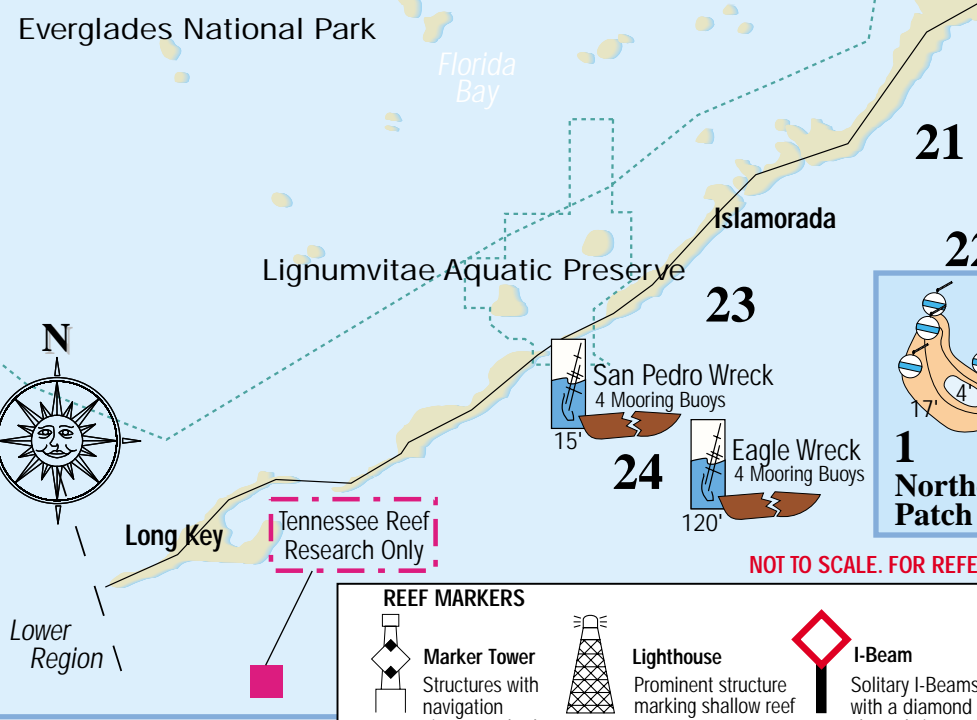 Everglades National Park
Florida
Bay
21
Islamorada
Lignumvitae Aquatic Preserve
22
23
N
San Pedro Wreck
4 Mooring Buoys
15'
4'
17'
24
Eagle Wreck
4 Mooring Buoys
120'
1
North
Patch
Tennessee Reef
Research Only
Long Key
NOT TO SCALE. FOR REFE
Lower
Region
REEF MARKERS
Marker Tower
Structures with
navigation
Lighthouse
Prominent structure
marking shallow reef
I-Beam
Solitary I-Beams
with a diamond